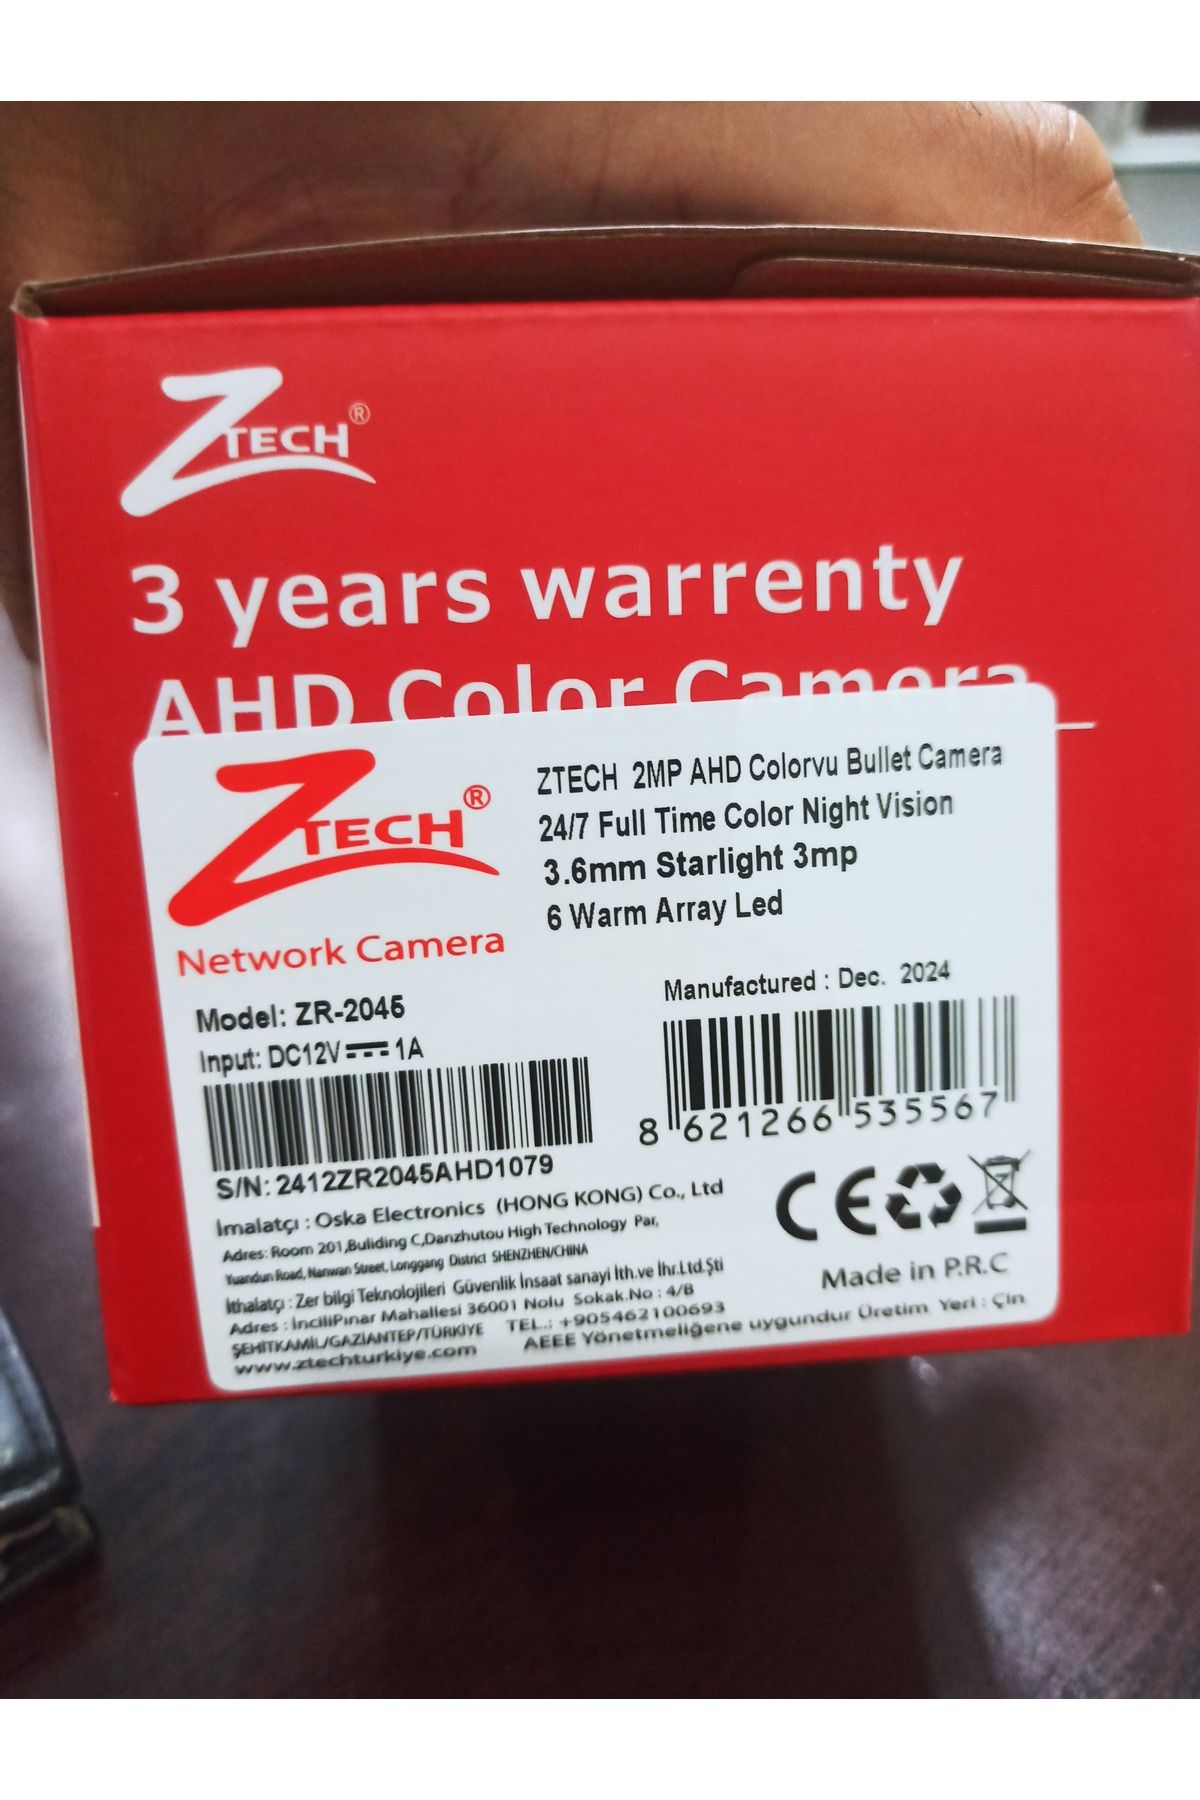 ZTECH®
3 years warrenty
AHD Color Camera
ZTECH®
Network Camera
ZTECH 2MP AHD Colorvu Bullet Camera
24/7 Full Time Color Night Vision
3.6mm Starlight 3mp
6 Warm Array Led
Manufactured : Dec. 2024
Model: ZR-2045
Input: DC12V⎓1A
8 621266 535567
S/N: 2412ZR2045AHD1079
CE
İmalatçı : Oska Electronics (HONG KONG) Co., Ltd
Adres: Room 201,Buliding C,Danzhutou High Technology Par,
Yuandun Road, Nanwan Street, Longgang District SHENZHEN/CHINA
İthalatçı : Zer bilgi Teknolojileri Güvenlik İnsaat sanayi İth.ve İhr.Ltd.Şti
Adres : İnciliPınar Mahallesi 36001 Nolu Sokak.No : 4/B
ŞEHİTKAMİL/GAZİANTEP/TÜRKİYE TEL.: +905462100693
www.ztechturkiye.com
Made in P.R.C
AEEE Yönetmeliğene uygundur Üretim Yeri : Çin